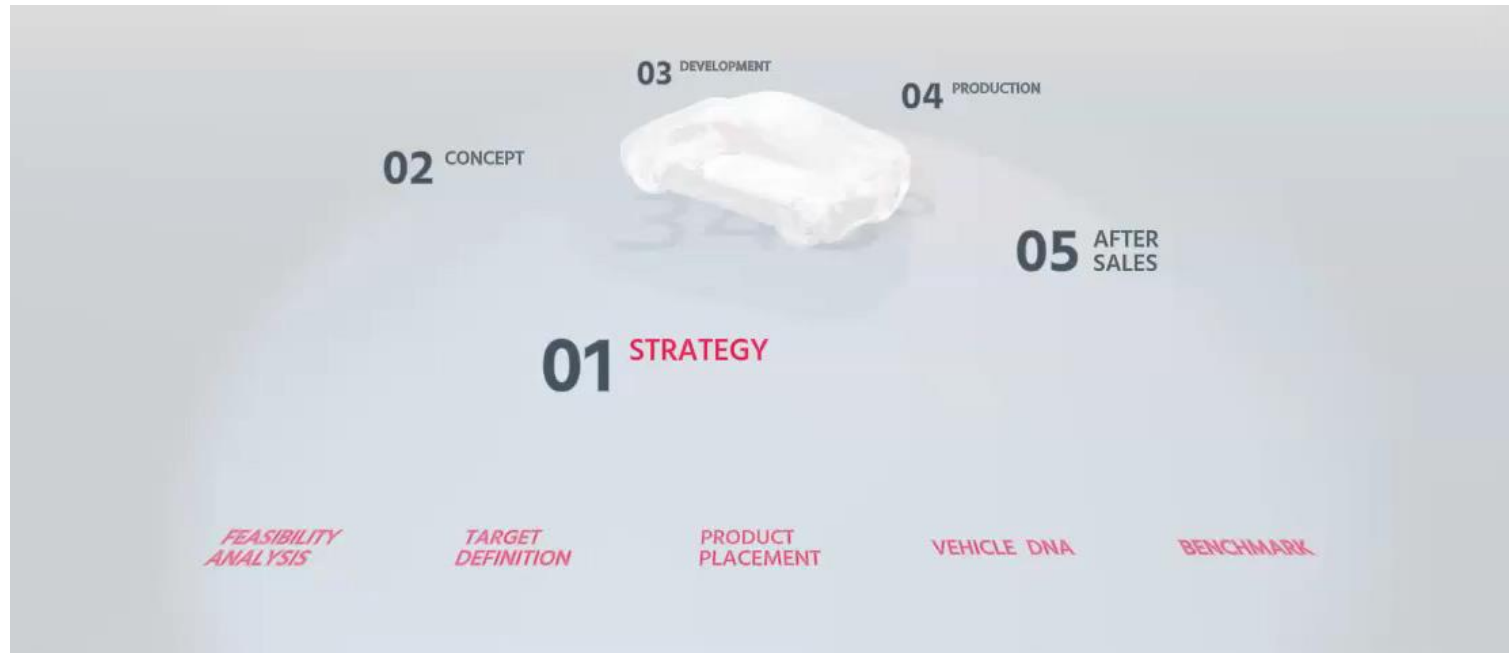 03 DEVELOPMENT
04 PRODUCTION
02 CONCEPT
05 AFTER
SALES
01 STRATEGY
FEASIBILITY
ANALYSIS
TARGET
DEFINITION
PRODUCT
PLACEMENT
VEHICLE DNA
BENCHMARK